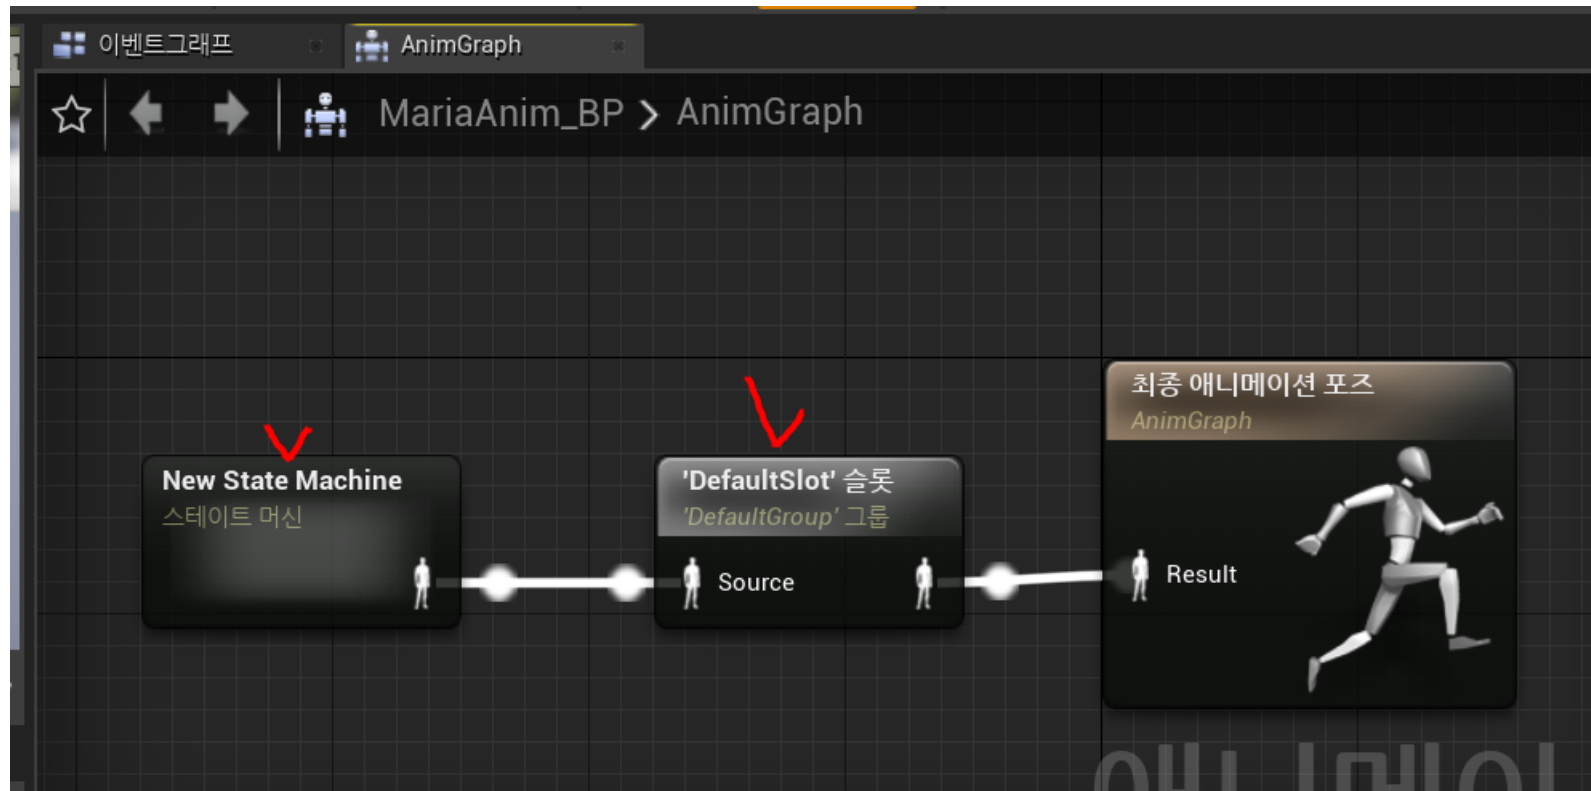 이벤트그래프
AnimGraph
MariaAnim_BP > AnimGraph
최종 애니메이션 포즈
AnimGraph
New State Machine
스테이트 머신
'DefaultSlot' 슬롯
'DefaultGroup' 그룹
Source
Result